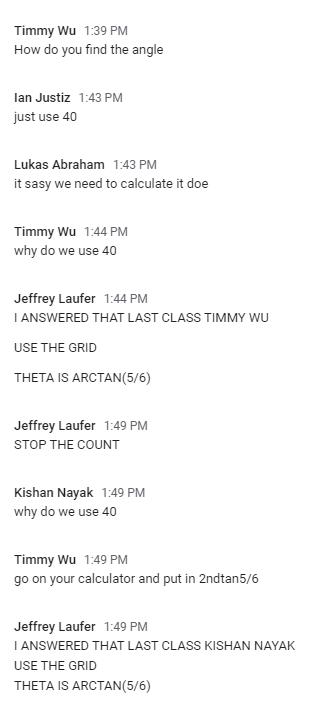 Timmy Wu 1:39 PM
How do you find the angle
Ian Justiz 1:43 PM
just use 40
Lukas Abraham 1:43 PM
it sasy we need to calculate it doe
Timmy Wu 1:44 PM
why do we use 40
Jeffrey Laufer 1:44 PM
I ANSWERED THAT LAST CLASS TIMMY WU
USE THE GRID
THETA IS ARCTAN(5/6)
Jeffrey Laufer 1:49 PM
STOP THE COUNT
Kishan Nayak 1:49 PM
why do we use 40
Timmy Wu 1:49 PM
go on your calculator and put in 2ndtan5/6
Jeffrey Laufer 1:49 PM
I ANSWERED THAT LAST CLASS KISHAN NAYAK
USE THE GRID
THETA IS ARCTAN(5/6)